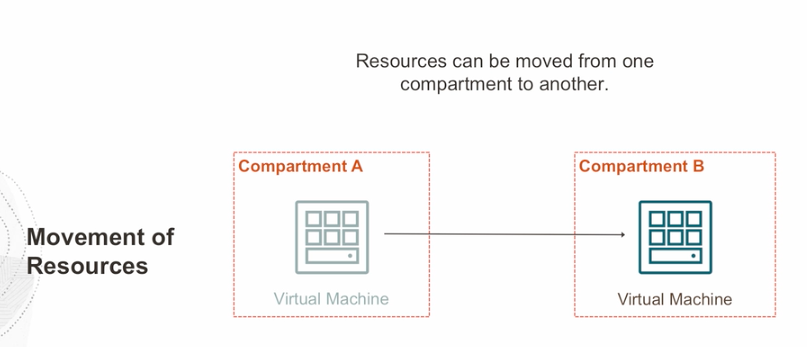 Resources can be moved from one
compartment to another.
Compartment A
Compartment B
Movement of
Resources
Virtual Machine
Virtual Machine